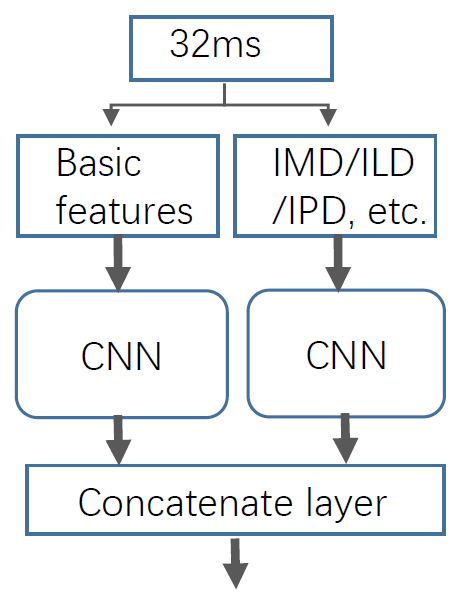 32ms
Basic
features
IMD/ILD
/IPD, etc.
CNN
CNN
Concatenate layer